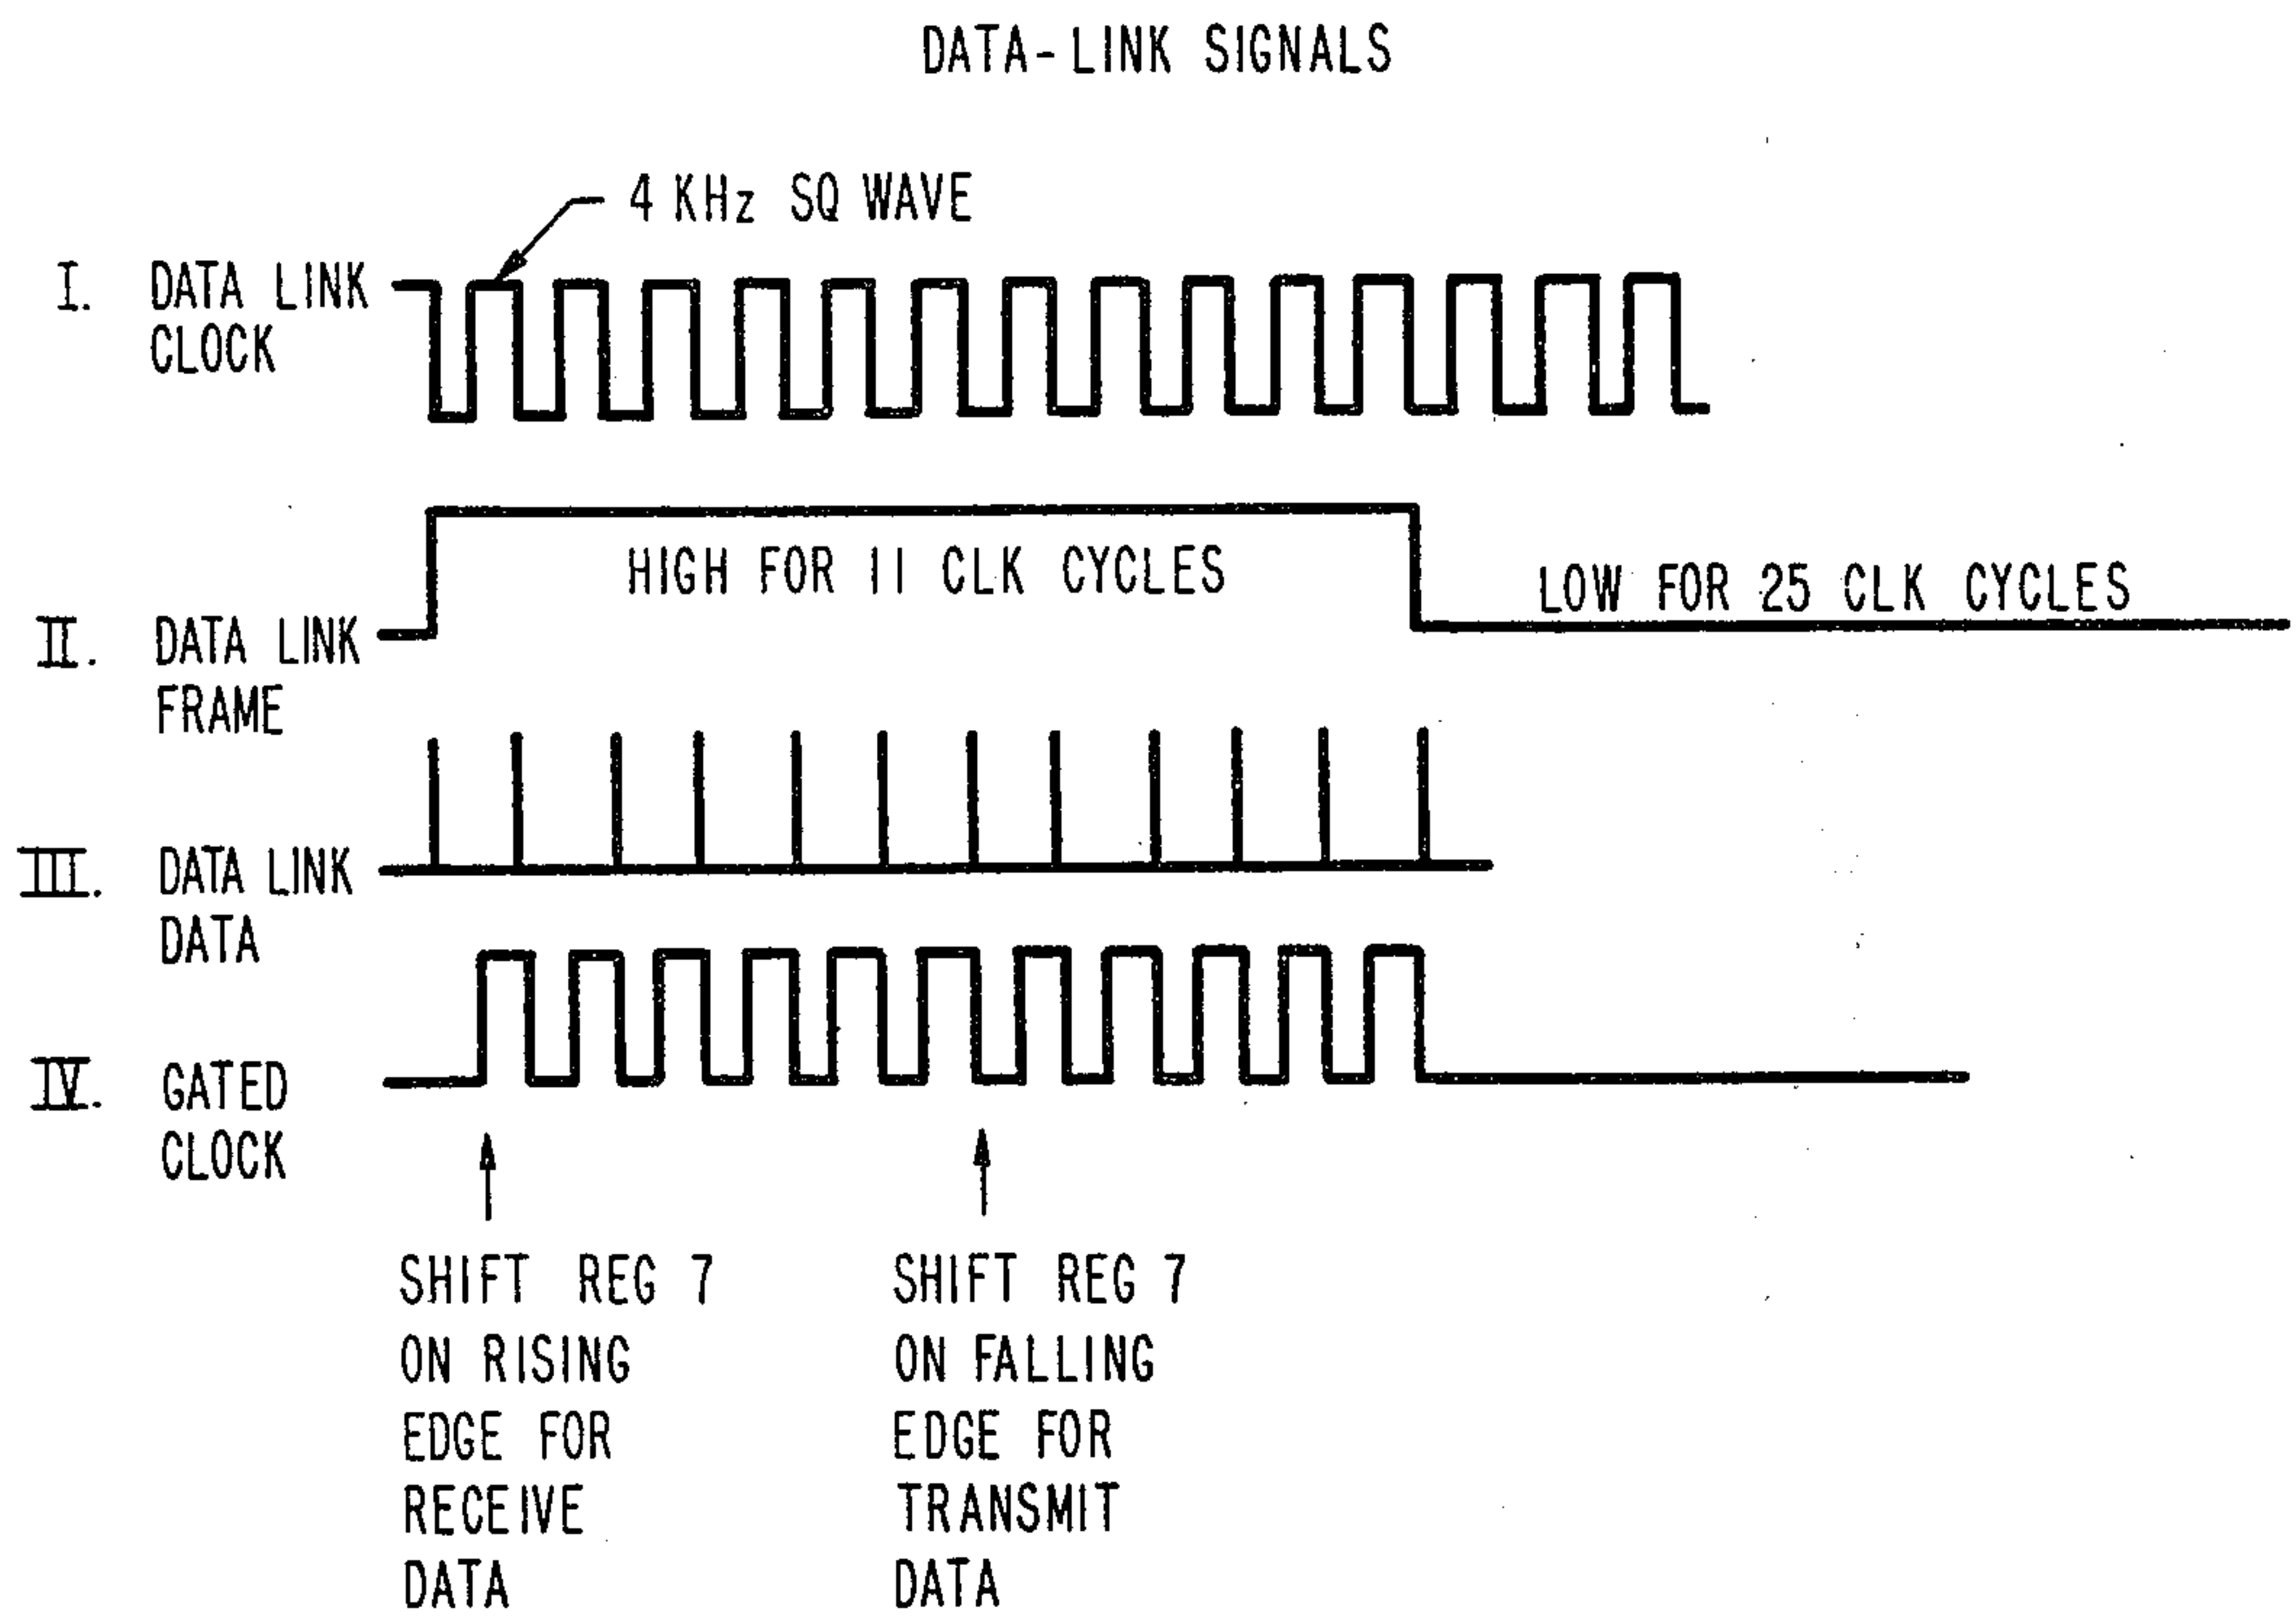 DATA-LINK SIGNALS
4 KHz SQ WAVE
I. DATA LINK
CLOCK
HIGH FOR 11 CLK CYCLES
LOW FOR 25 CLK CYCLES
II. DATA LINK
FRAME
III. DATA LINK
DATA
IV. GATED
CLOCK
SHIFT REG 7
ON RISING
EDGE FOR
RECEIVE
DATA
SHIFT REG 7
ON FALLING
EDGE FOR
TRANSMIT
DATA